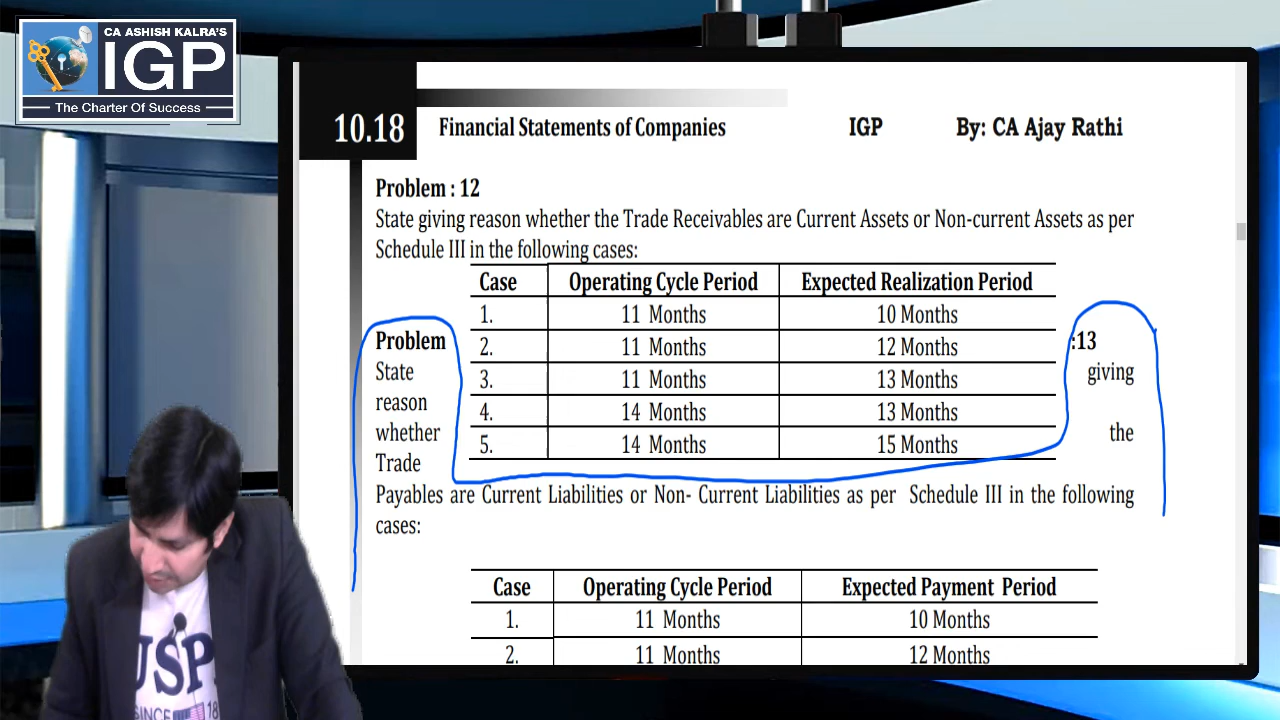 CA ASHISH KALRA'S
IGP
The Charter Of Success
10.18 Financial Statements of Companies IGP By: CA Ajay Rathi
Problem : 12
State giving reason whether the Trade Receivables are Current Assets or Non-current Assets as per
Schedule III in the following cases:
Case Operating Cycle Period Expected Realization Period
1. 11 Months 10 Months
2. 11 Months 12 Months
3. 11 Months 13 Months
4. 14 Months 13 Months
5. 14 Months 15 Months
Problem :13
State giving
reason
whether the
Trade
Payables are Current Liabilities or Non- Current Liabilities as per Schedule III in the following
cases:
Case Operating Cycle Period Expected Payment Period
1. 11 Months 10 Months
2. 11 Months 12 Months
USP
SINCE 18